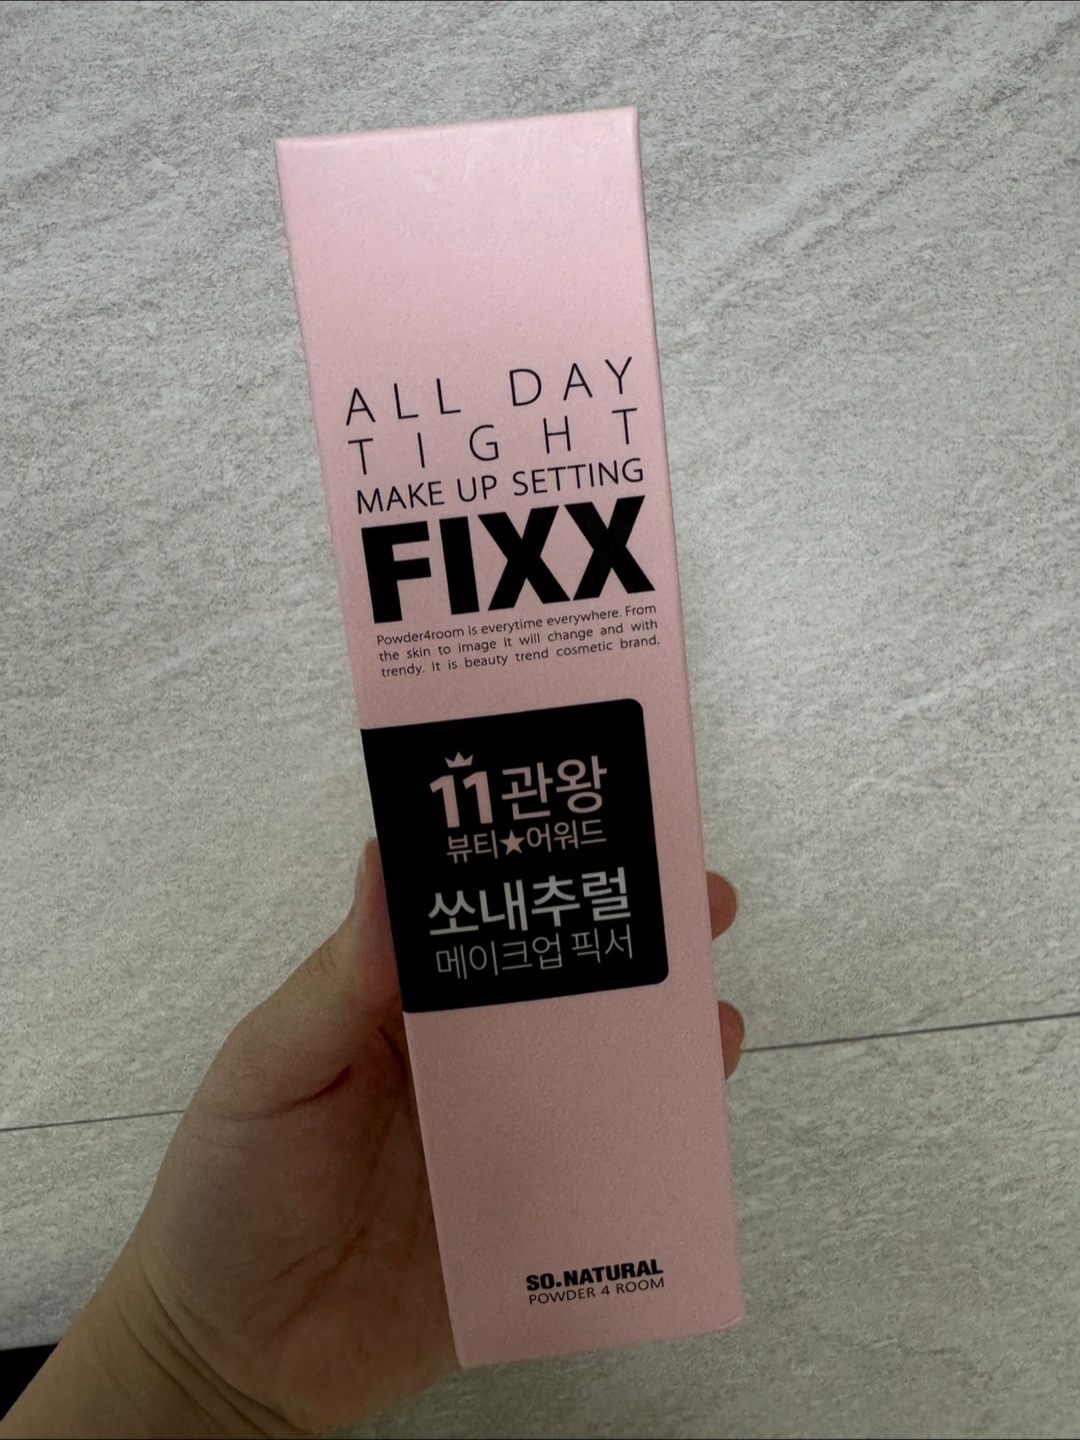 ALL DAY
TIGHT
MAKE UP SETTING
FIXX
Powder4room is everytime everywhere. From
the skin to image it will change and with
trendy. It is beauty trend cosmetic brand.
11관왕
뷰티★어워드
쏘내추럴
메이크업 픽서
SO.NATURAL
POWDER 4 ROOM